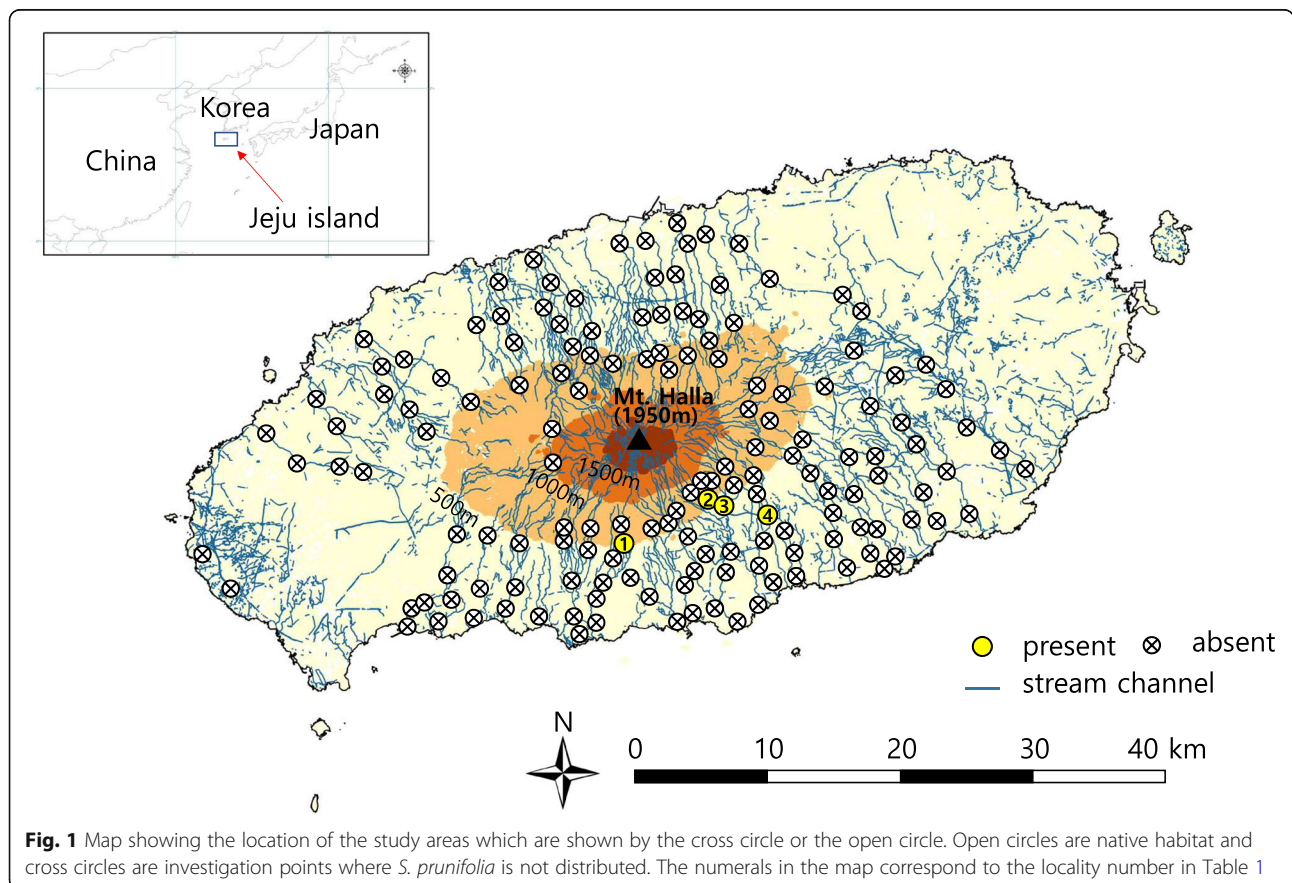 Korea
Japan
China
Jeju island
Mt. Halla
(1950m)
1500m
1000m
500m
2
3
4
1
present
absent
stream channel
N
0 10 20 30 40 km
Fig. 1 Map showing the location of the study areas which are shown by the cross circle or the open circle. Open circles are native habitat and
cross circles are investigation points where S. prunifolia is not distributed. The numerals in the map correspond to the locality number in Table 1